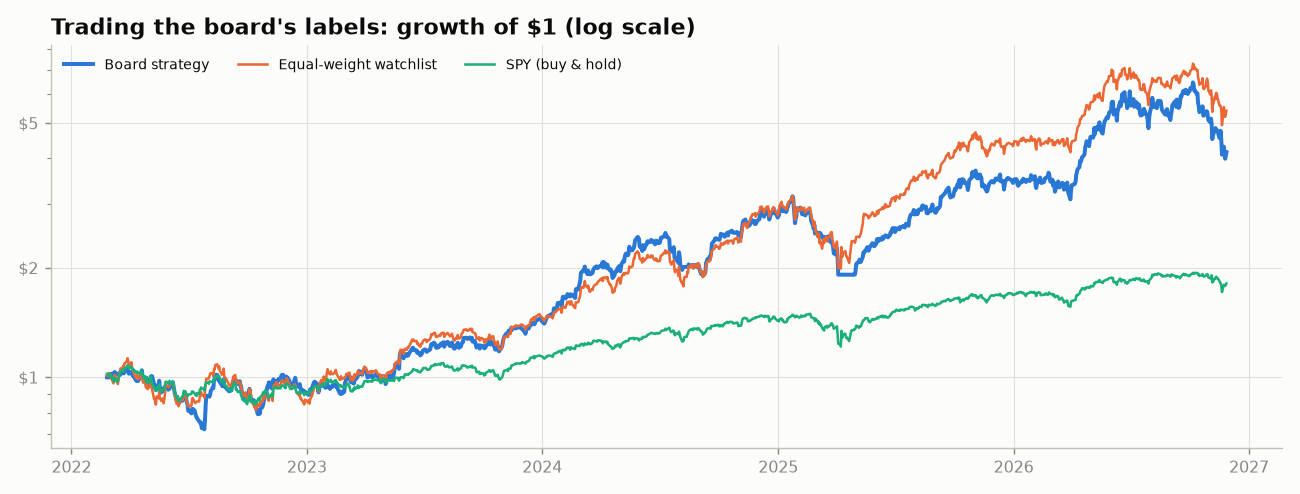 Trading the board's labels: growth of $1 (log scale)
Board strategy Equal-weight watchlist SPY (buy & hold)
$5
$2
$1
2022 2023 2024 2025 2026 2027